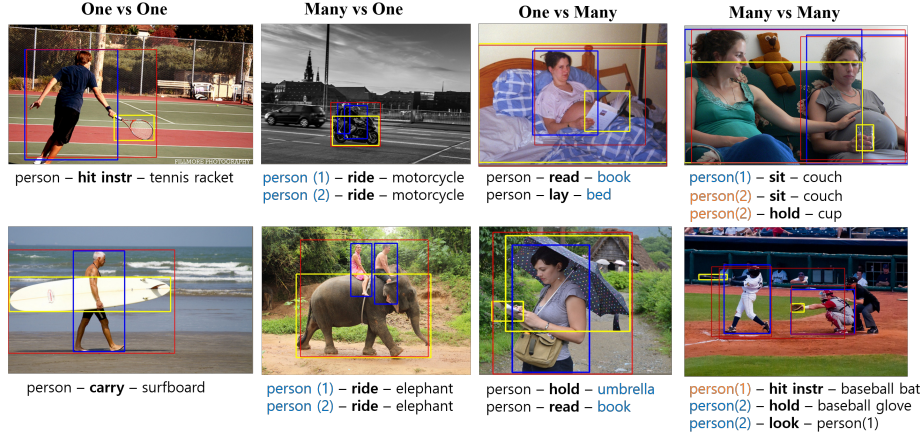 One vs One
Many vs One
One vs Many
Many vs Many
FILLMORE PHOTOGRAPHY
person – hit instr – tennis racket
person (1) – ride – motorcycle
person (2) – ride – motorcycle
person – read – book
person – lay – bed
person(1) – sit – couch
person(2) – sit – couch
person(2) – hold – cup
person – carry – surfboard
person (1) – ride – elephant
person (2) – ride – elephant
person – hold – umbrella
person – read – book
person(1) – hit instr – baseball bat
person(2) – hold – baseball glove
person(2) – look – person(1)